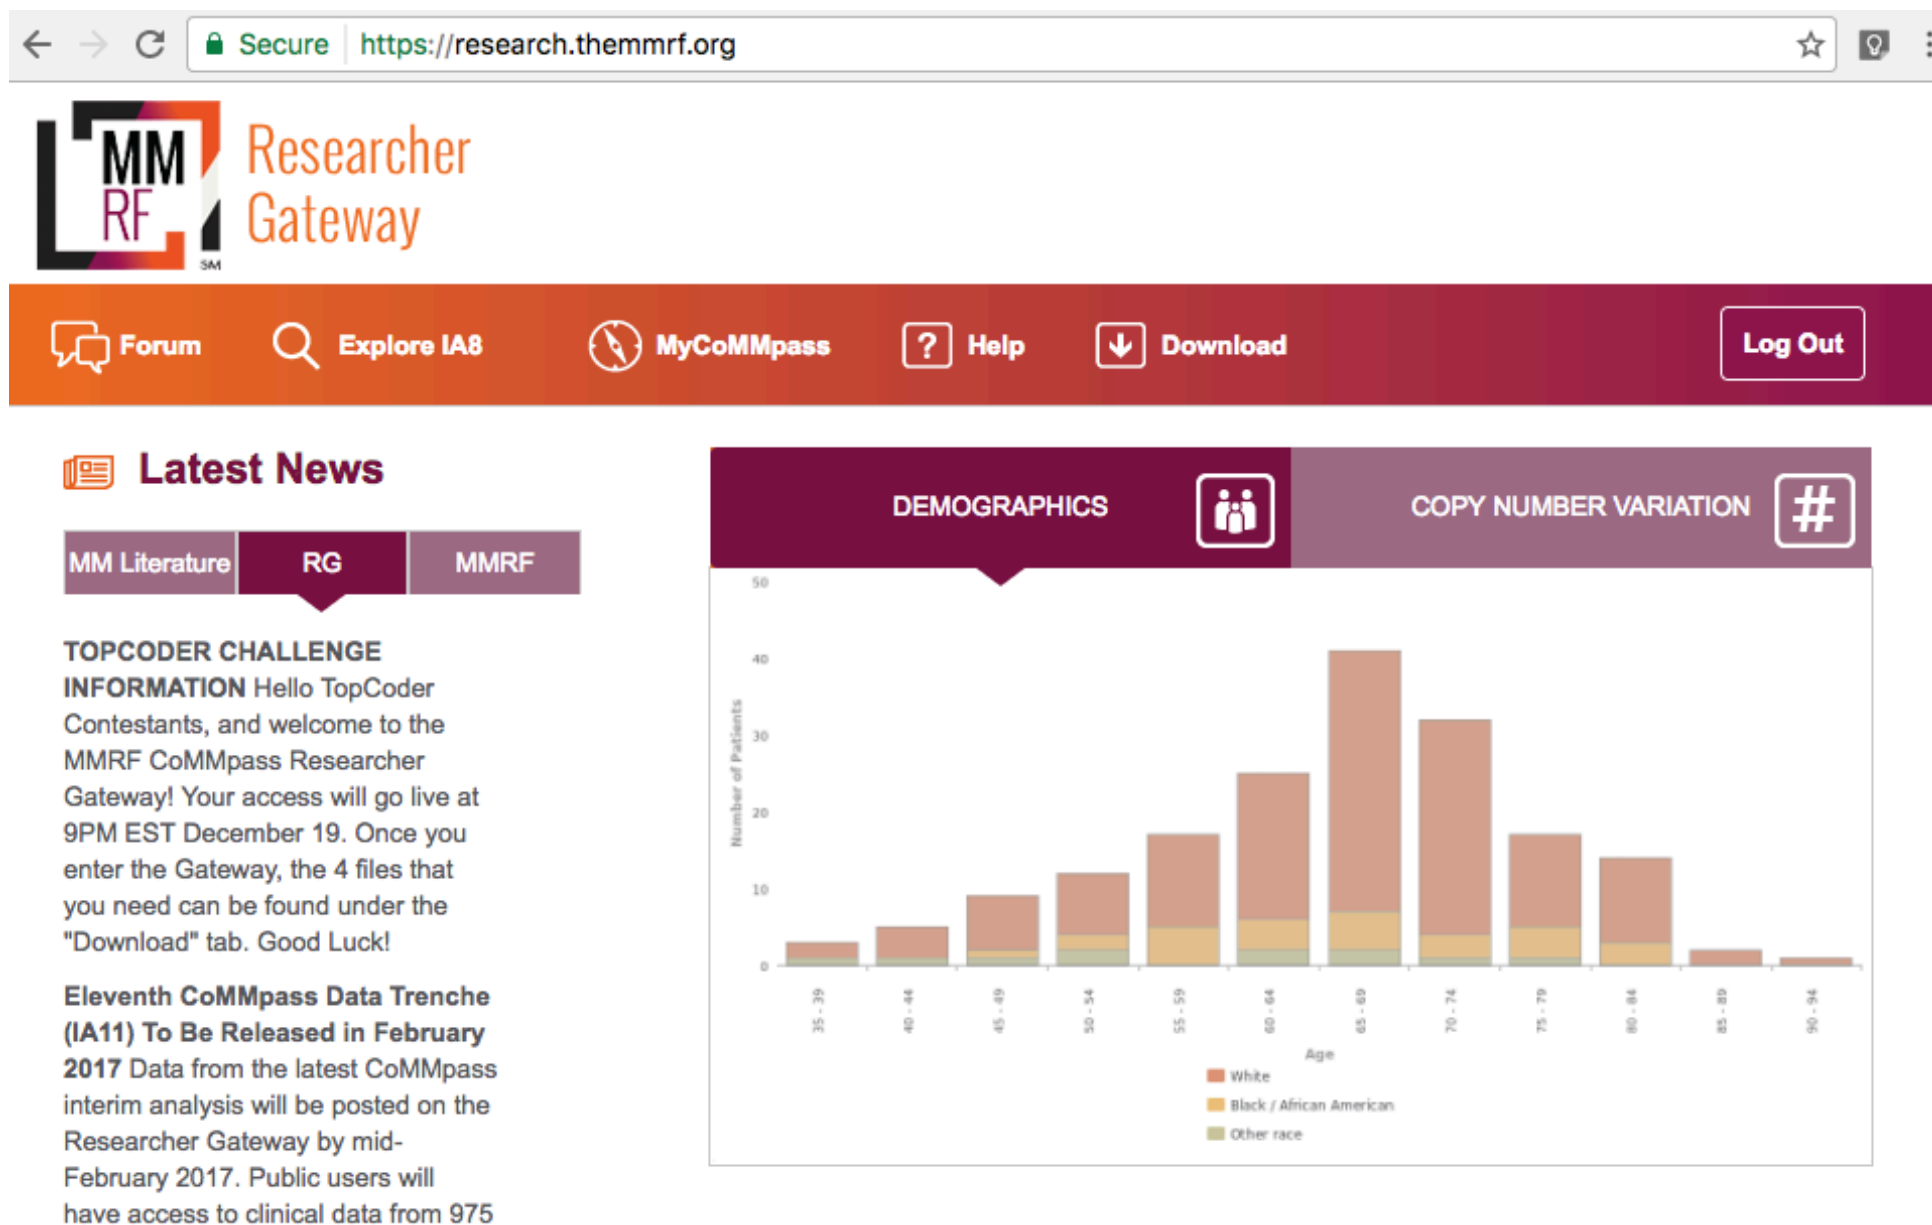 Secure https://research.themmrf.org
MM
RF
SM
Researcher
Gateway
Forum
Explore IA8
MyCoMMpass
? Help
Download
Log Out
Latest News
MM Literature
RG
MMRF
TOPCODER CHALLENGE
INFORMATION Hello TopCoder
Contestants, and welcome to the
MMRF CoMMpass Researcher
Gateway! Your access will go live at
9PM EST December 19. Once you
enter the Gateway, the 4 files that
you need can be found under the
"Download" tab. Good Luck!
Eleventh CoMMpass Data Trenche
(IA11) To Be Released in February
2017 Data from the latest CoMMpass
interim analysis will be posted on the
Researcher Gateway by mid-
February 2017. Public users will
have access to clinical data from 975
DEMOGRAPHICS
COPY NUMBER VARIATION #
50
40
30
20
10
0
Number of Patients
35 - 39
40 - 44
45 - 49
50 - 54
55 - 59
60 - 64
65 - 69
70 - 74
75 - 79
80 - 84
85 - 89
90 - 94
Age
White
Black / African American
Other race